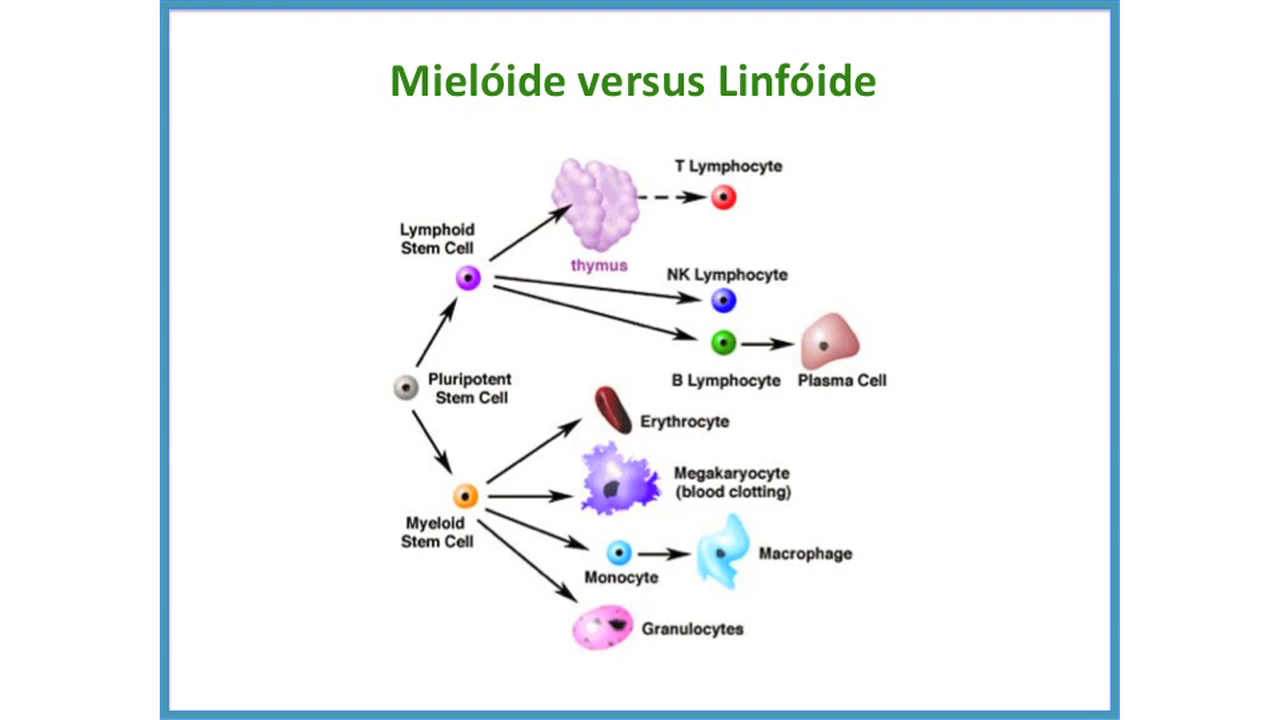 Mielóide versus Linfóide
T Lymphocyte
Lymphoid
Stem Cell
thymus
NK Lymphocyte
Pluripotent
Stem Cell
B Lymphocyte
Plasma Cell
Erythrocyte
Megakaryocyte
(blood clotting)
Myeloid
Stem Cell
Macrophage
Monocyte
Granulocytes